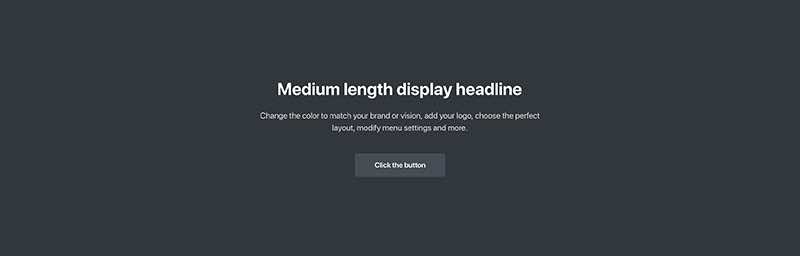 Medium length display headline
Change the color to match your brand or vision, add your logo, choose the perfect
layout, modify menu settings and more.
Click the button